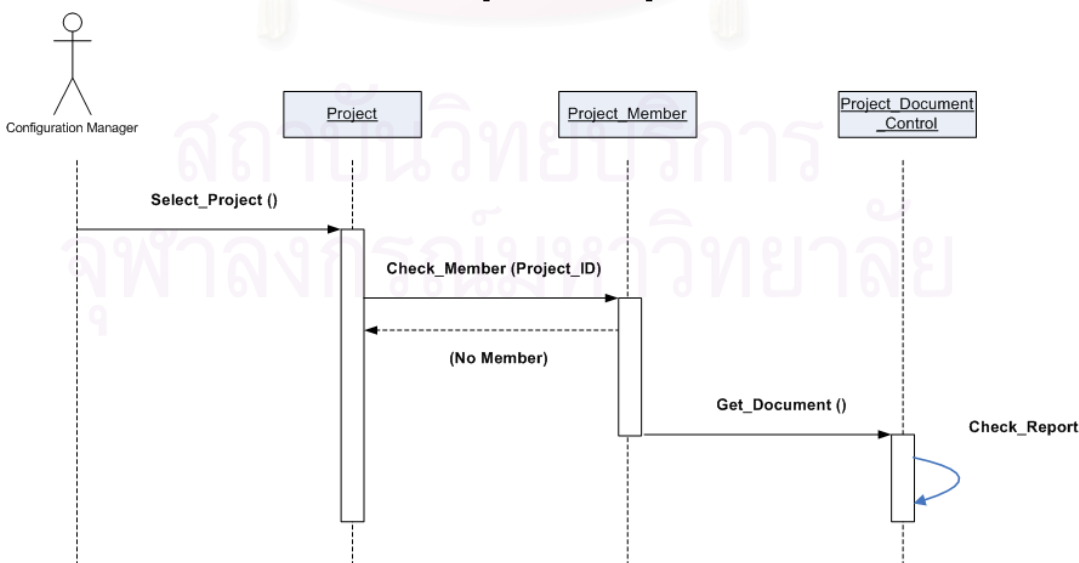 Configuration Manager
Project
Project_Member
Project_Document
_Control
สถาบันวิทยบริการ
Select_Project ()
จุฬาลงกรณ์มหาวิทยาลัย
Check_Member (Project_ID)
(No Member)
Get_Document ()
Check_Report